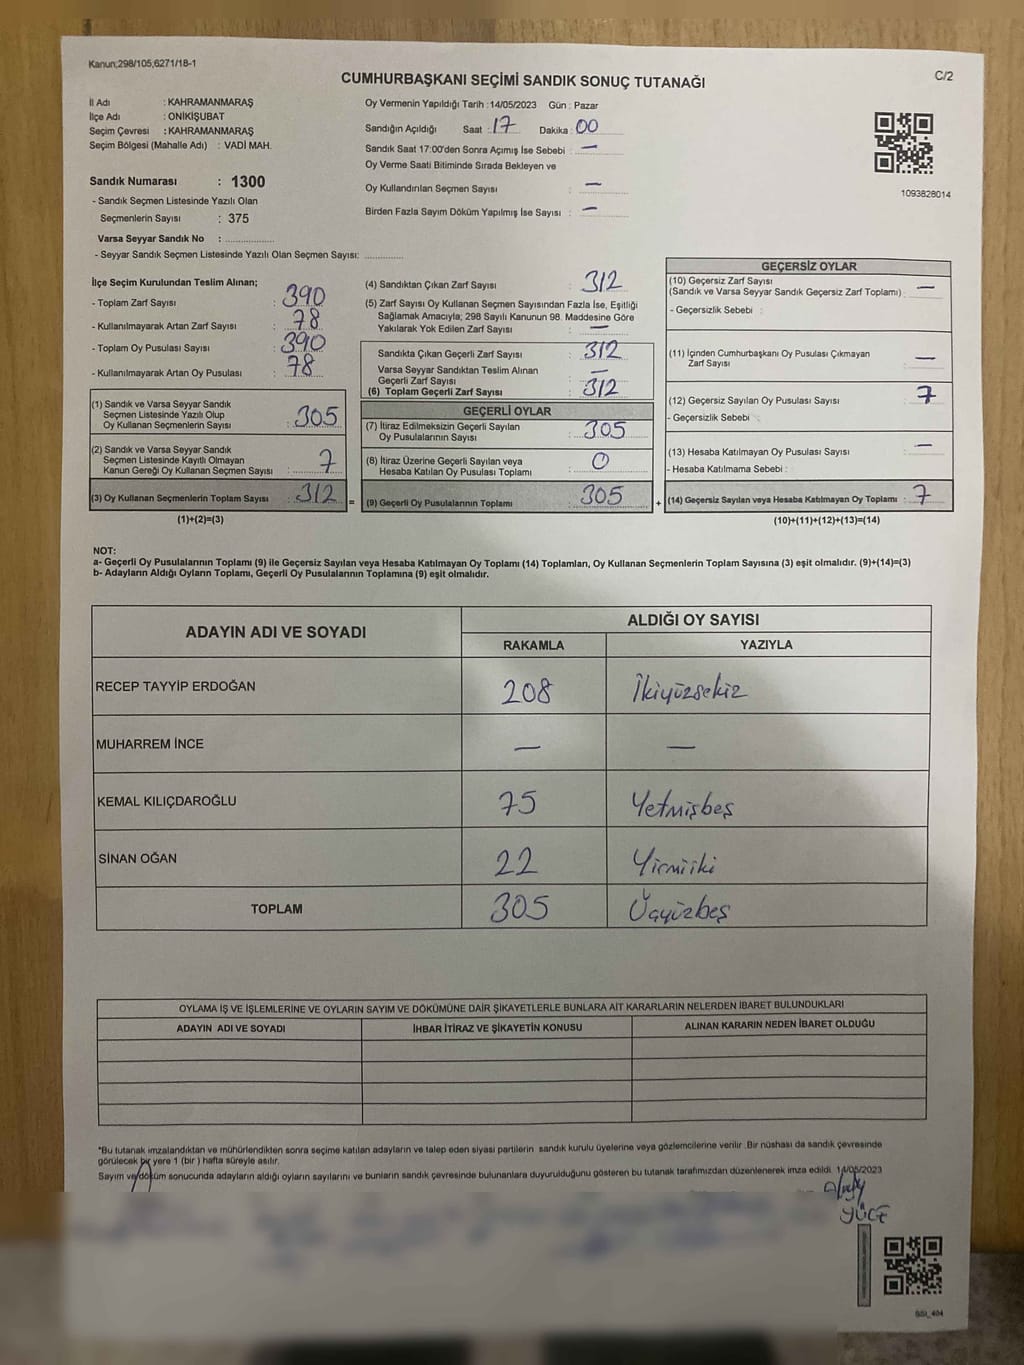 Kanun;298/105,6271/18-1
C/2
CUMHURBAŞKANI SEÇİMİ SANDIK SONUÇ TUTANAĞI
İl Adı : KAHRAMANMARAŞ
İlçe Adı : ONİKİŞUBAT
Seçim Çevresi : KAHRAMANMARAŞ
Seçim Bölgesi (Mahalle Adı) : VADİ MAH.
Sandık Numarası : 1300
- Sandık Seçmen Listesinde Yazılı Olan
Seçmenlerin Sayısı : 375
Varsa Seyyar Sandık No : ................
- Seyyar Sandık Seçmen Listesinde Yazılı Olan Seçmen Sayısı: ............
Oy Vermenin Yapıldığı Tarih : 14/05/2023 Gün : Pazar
Sandığın Açıldığı Saat : 17 Dakika : 00
Sandık Saat 17:00'den Sonra Açımış İse Sebebi : —
Oy Verme Saati Bitiminde Sırada Bekleyen ve
Oy Kullandırılan Seçmen Sayısı : —
Birden Fazla Sayım Döküm Yapılmış İse Sayısı : —
1093828014
İlçe Seçim Kurulundan Teslim Alınan;
- Toplam Zarf Sayısı : 390
- Kullanılmayarak Artan Zarf Sayısı : 78
- Toplam Oy Pusulası Sayısı : 390
- Kullanılmayarak Artan Oy Pusulası : 78
(1) Sandık ve Varsa Seyyar Sandık
Seçmen Listesinde Yazılı Olup
Oy Kullanan Seçmenlerin Sayısı : 305
(2) Sandık ve Varsa Seyyar Sandık
Seçmen Listesinde Kayıtlı Olmayan
Kanun Gereği Oy Kullanan Seçmen Sayısı : 7
(3) Oy Kullanan Seçmenlerin Toplam Sayısı : 312 =
(1)+(2)=(3)
(4) Sandıktan Çıkan Zarf Sayısı : 312
(5) Zarf Sayısı Oy Kullanan Seçmen Sayısından Fazla İse, Eşitliği
Sağlamak Amacıyla; 298 Sayılı Kanunun 98. Maddesine Göre
Yakılarak Yok Edilen Zarf Sayısı : —
Sandıkta Çıkan Geçerli Zarf Sayısı : 312
Varsa Seyyar Sandıktan Teslim Alınan
Geçerli Zarf Sayısı : —
(6) Toplam Geçerli Zarf Sayısı : 312
GEÇERLİ OYLAR
(7) İtiraz Edilmeksizin Geçerli Sayılan
Oy Pusulalarının Sayısı : 305
(8) İtiraz Üzerine Geçerli Sayılan veya
Hesaba Katılan Oy Pusulası Toplamı : 0
(9) Geçerli Oy Pusulalarının Toplamı : 305 +
GEÇERSİZ OYLAR
(10) Geçersiz Zarf Sayısı
(Sandık ve Varsa Seyyar Sandık Geçersiz Zarf Toplamı) : —
- Geçersizlik Sebebi :
(11) İçinden Cumhurbaşkanı Oy Pusulası Çıkmayan
Zarf Sayısı : —
(12) Geçersiz Sayılan Oy Pusulası Sayısı : 7
- Geçersizlik Sebebi :
(13) Hesaba Katılmayan Oy Pusulası Sayısı : —
- Hesaba Katılmama Sebebi :
(14) Geçersiz Sayılan veya Hesaba Katılmayan Oy Toplamı : 7
(10)+(11)+(12)+(13)=(14)
NOT:
a- Geçerli Oy Pusulalarının Toplamı (9) ile Geçersiz Sayılan veya Hesaba Katılmayan Oy Toplamı (14) Toplamları, Oy Kullanan Seçmenlerin Toplam Sayısına (3) eşit olmalıdır. (9)+(14)=(3)
b- Adayların Aldığı Oyların Toplamı, Geçerli Oy Pusulalarının Toplamına (9) eşit olmalıdır.
ADAYIN ADI VE SOYADI
ALDIĞI OY SAYISI
RAKAMLA YAZIYLA
RECEP TAYYİP ERDOĞAN 208 İkiyüzsekiz
MUHARREM İNCE — —
KEMAL KILIÇDAROĞLU 75 Yetmişbeş
SİNAN OĞAN 22 Yirmiiki
TOPLAM 305 Üçyüzbeş
OYLAMA İŞ VE İŞLEMLERİNE VE OYLARIN SAYIM VE DÖKÜMÜNE DAİR ŞİKAYETLERLE BUNLARA AİT KARARLARIN NELERDEN İBARET BULUNDUKLARI
ADAYIN ADI VE SOYADI İHBAR İTİRAZ VE ŞİKAYETİN KONUSU ALINAN KARARIN NEDEN İBARET OLDUĞU
*Bu tutanak imzalandıktan ve mühürlendikten sonra seçime katılan adayların ve talep eden siyasi partilerin sandık kurulu üyelerine veya gözlemcilerine verilir .Bir nüshası da sandık çevresinde
görülecek bir yere 1 (bir ) hafta süreyle asılır.
Sayım ve döküm sonucunda adayların aldığı oyların sayılarını ve bunların sandık çevresinde bulunanlara duyurulduğunu gösteren bu tutanak tarafımızdan düzenlenerek imza edildi. 14/05/2023
YÜCE